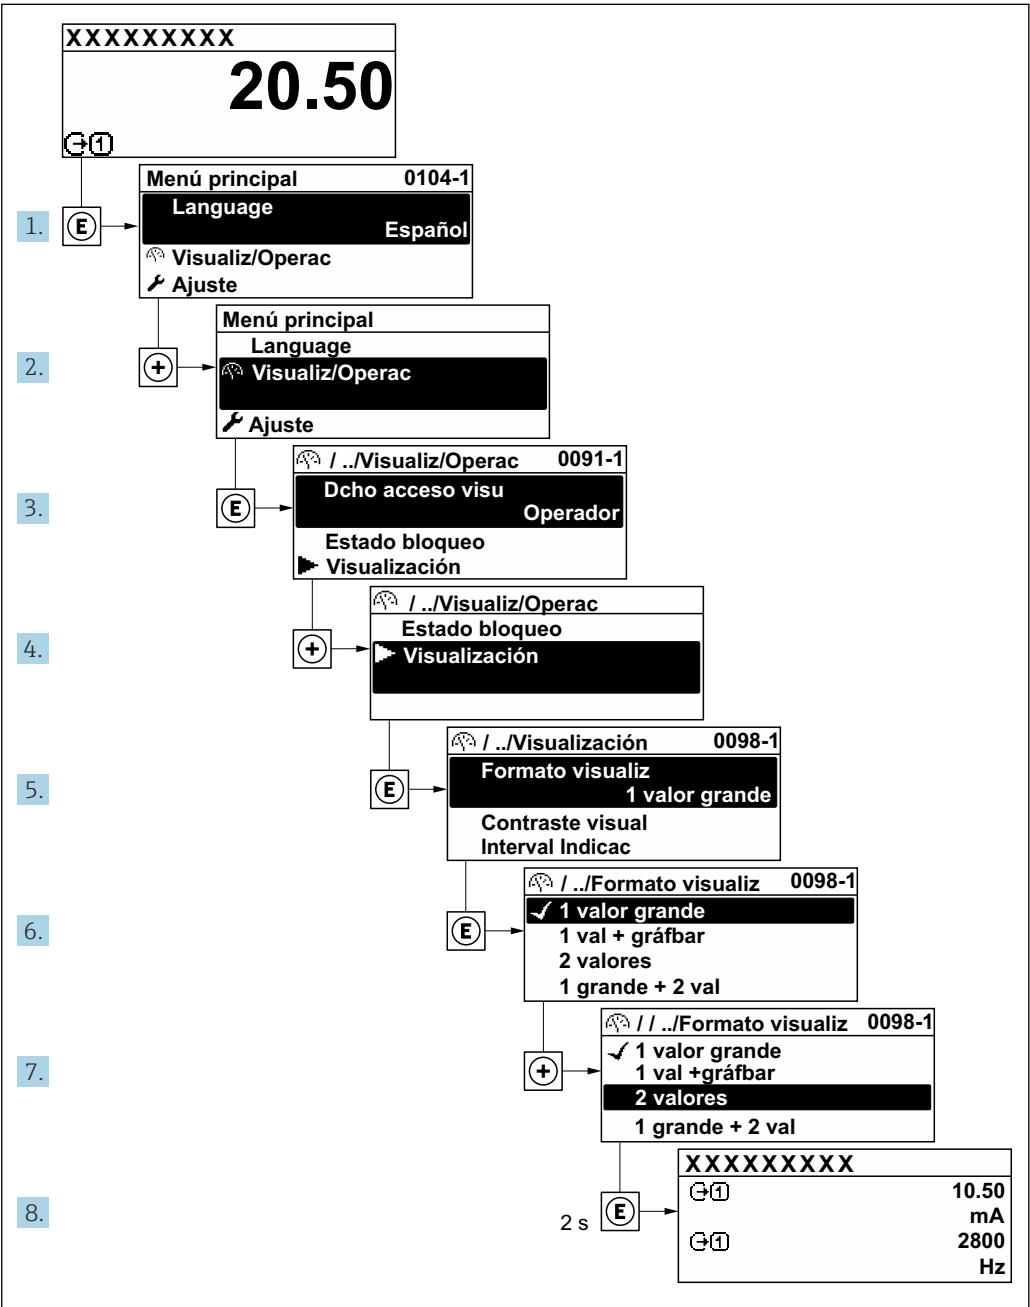 XXXXXXXXX
20.50
1
Menú principal 0104-1
Language
Español
1. E
Visualiz/Operac
Ajuste
Menú principal
Language
2. + Visualiz/Operac
Ajuste
/ ../Visualiz/Operac 0091-1
Dcho acceso visu
3. E Operador
Estado bloqueo
Visualización
/ ../Visualiz/Operac
Estado bloqueo
4. + Visualización
/ ../Visualización 0098-1
Formato visualiz
5. E 1 valor grande
Contraste visual
Interval Indicac
/ ../Formato visualiz 0098-1
1 valor grande
6. E 1 val + gráfbar
2 valores
1 grande + 2 val
/ / ../Formato visualiz 0098-1
1 valor grande
7. + 1 val +gráfbar
2 valores
1 grande + 2 val
XXXXXXXXX
1 10.50
8. 2 s E mA
1 2800
Hz